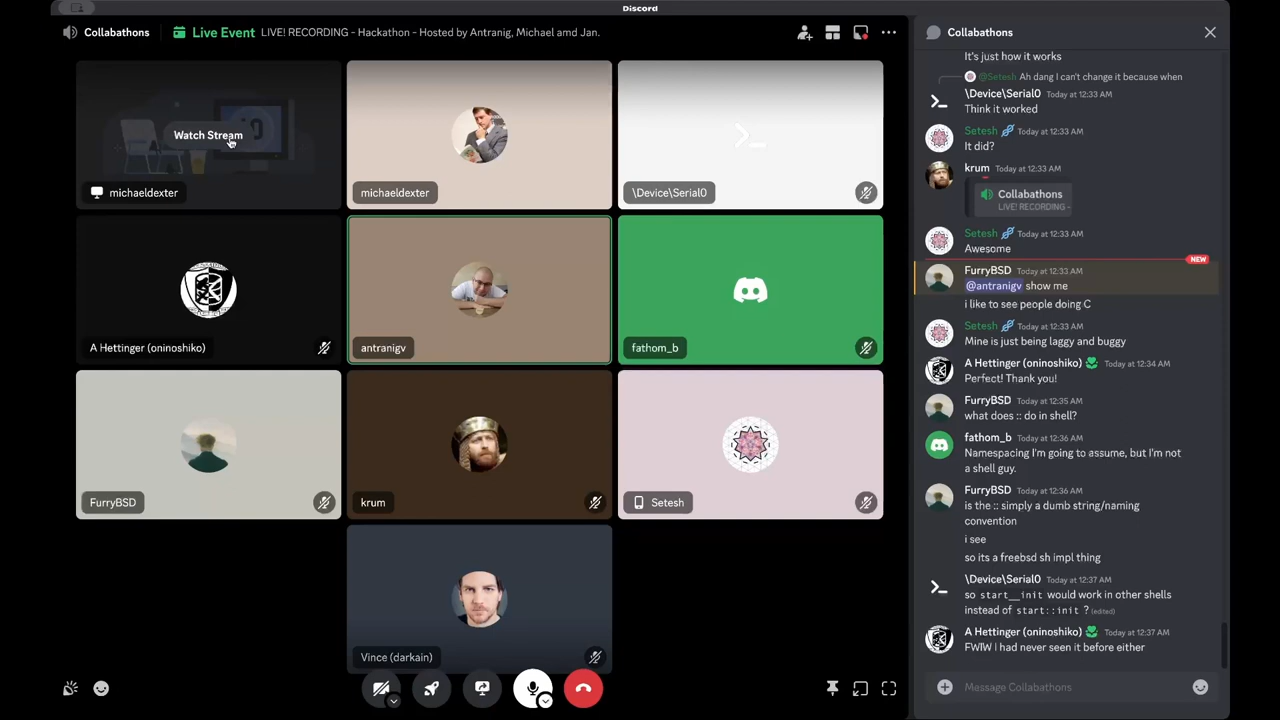 Discord
Collabathons
Live Event
LIVE! RECORDING - Hackathon - Hosted by Antranig, Michael amd Jan.
Watch Stream
michaeldexter
michaeldexter
\Device\Serial0
A Hettinger (oninoshiko)
antranigv
fathom_b
FurryBSD
krum
Setesh
Vince (darkain)
Collabathons
It's just how it works
@Setesh Ah dang I can't change it because when
\Device\Serial0 Today at 12:33 AM
Think it worked
Setesh Today at 12:33 AM
It did?
krum Today at 12:33 AM
Collabathons
LIVE! RECORDING -
Setesh Today at 12:33 AM
Awesome
NEW
FurryBSD Today at 12:33 AM
@antranigv show me
i like to see people doing C
Setesh Today at 12:33 AM
Mine is just being laggy and buggy
A Hettinger (oninoshiko) Today at 12:34 AM
Perfect! Thank you!
FurryBSD Today at 12:35 AM
what does :: do in shell?
fathom_b Today at 12:36 AM
Namespacing I'm going to assume, but I'm not
a shell guy.
FurryBSD Today at 12:36 AM
is the :: simply a dumb string/naming
convention
i see
so its a freebsd sh impl thing
\Device\Serial0 Today at 12:37 AM
so start__init would work in other shells
instead of start::init ? (edited)
A Hettinger (oninoshiko) Today at 12:37 AM
FWIW I had never seen it before either
Message Collabathons